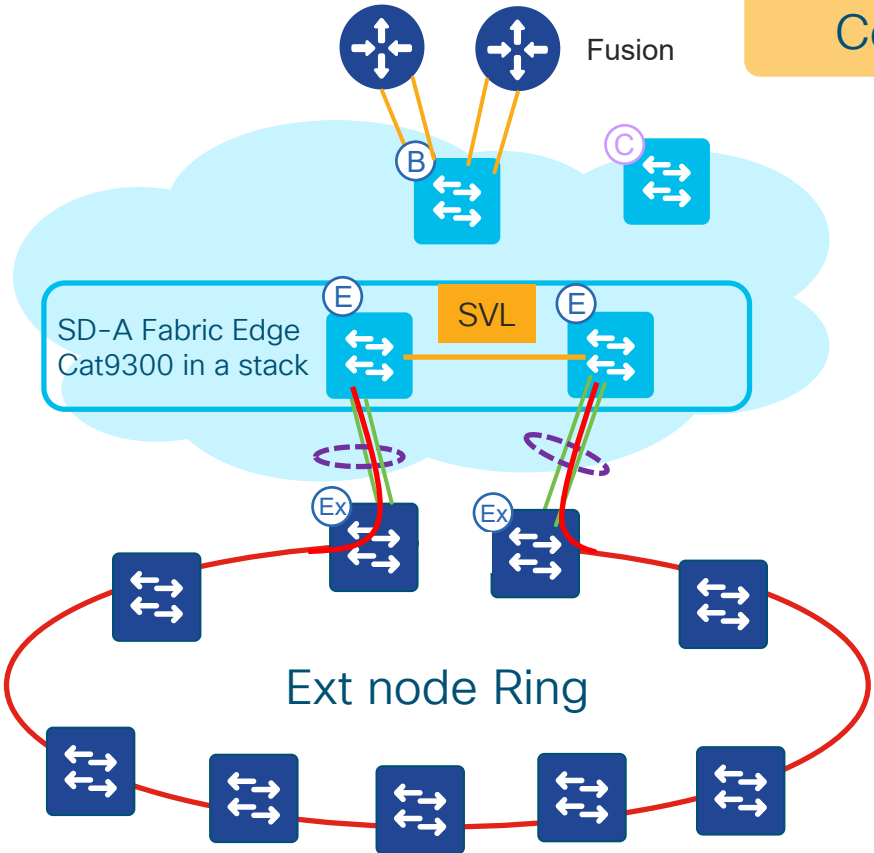 Fusion
C
B
E
SVL
E
SD-A Fabric Edge
Cat9300 in a stack
Ex
Ex
Ext node Ring